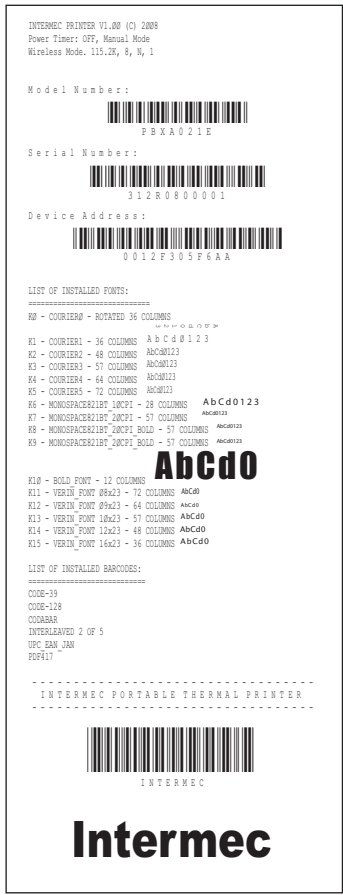 INTERMEC PRINTER V1.ØØ (C) 2ØØ8
Power Timer: OFF, Manual Mode
Wireless Mode. 115.2K, 8, N, 1
Model Number:
PBXA021E
Serial Number:
312R0800001
Device Address:
0012F305F6AA
LIST OF INSTALLED FONTS:
=============================
KØ - COURIERØ - ROTATED 36 COLUMNS
AbCdØ123
K1 - COURIER1 - 36 COLUMNS AbCdØ123
K2 - COURIER2 - 48 COLUMNS AbCdØ123
K3 - COURIER3 - 57 COLUMNS AbCdØ123
K4 - COURIER4 - 64 COLUMNS AbCdØ123
K5 - COURIER5 - 72 COLUMNS AbCdØ123
K6 - MONOSPACE821BT_1ØCPI - 28 COLUMNS AbCd0123
K7 - MONOSPACE821BT_2ØCPI - 57 COLUMNS AbCd0123
K8 - MONOSPACE821BT_2ØCPI_BOLD - 57 COLUMNS AbCd0123
K9 - MONOSPACE821BT_2ØCPI_BOLD - 57 COLUMNS AbCd0123
K1Ø - BOLD_FONT - 12 COLUMNS AbCd0
K11 - VERIN_FONT Ø8x23 - 72 COLUMNS AbCd0
K12 - VERIN_FONT Ø9x23 - 64 COLUMNS AbCd0
K13 - VERIN_FONT 1Øx23 - 57 COLUMNS AbCd0
K14 - VERIN_FONT 12x23 - 48 COLUMNS AbCd0
K15 - VERIN_FONT 16x23 - 36 COLUMNS AbCd0
LIST OF INSTALLED BARCODES:
============================
CODE-39
CODE-128
CODABAR
INTERLEAVED 2 OF 5
UPC_EAN_JAN
PDF417
- - - - - - - - - - - - - - - - - - - - - - - - - - - - - - - -
INTERMEC PORTABLE THERMAL PRINTER
- - - - - - - - - - - - - - - - - - - - - - - - - - - - - - - -
INTERMEC
Intermec